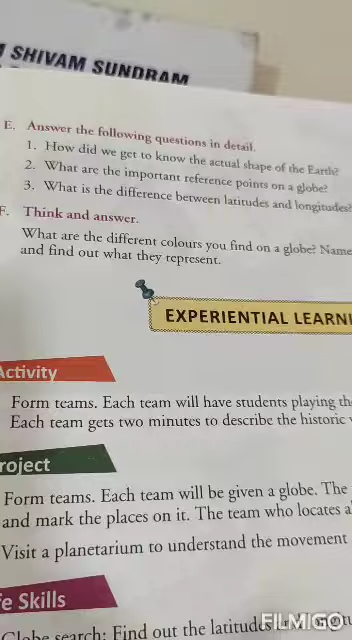 SHIVAM SUNDRAM
E. Answer the following questions in detail.
1. How did we get to know the actual shape of the Earth?
2. What are the important reference points on a globe?
3. What is the difference between latitudes and longitudes?
F. Think and answer.
What are the different colours you find on a globe? Name
and find out what they represent.
EXPERIENTIAL LEARNI
Activity
Form teams. Each team will have students playing th
Each team gets two minutes to describe the historic
roject
Form teams. Each team will be given a globe. The
and mark the places on it. The team who locates a
Visit a planetarium to understand the movement
fe Skills
Globe search: Find out the latitudes and longitu
FILMIGO